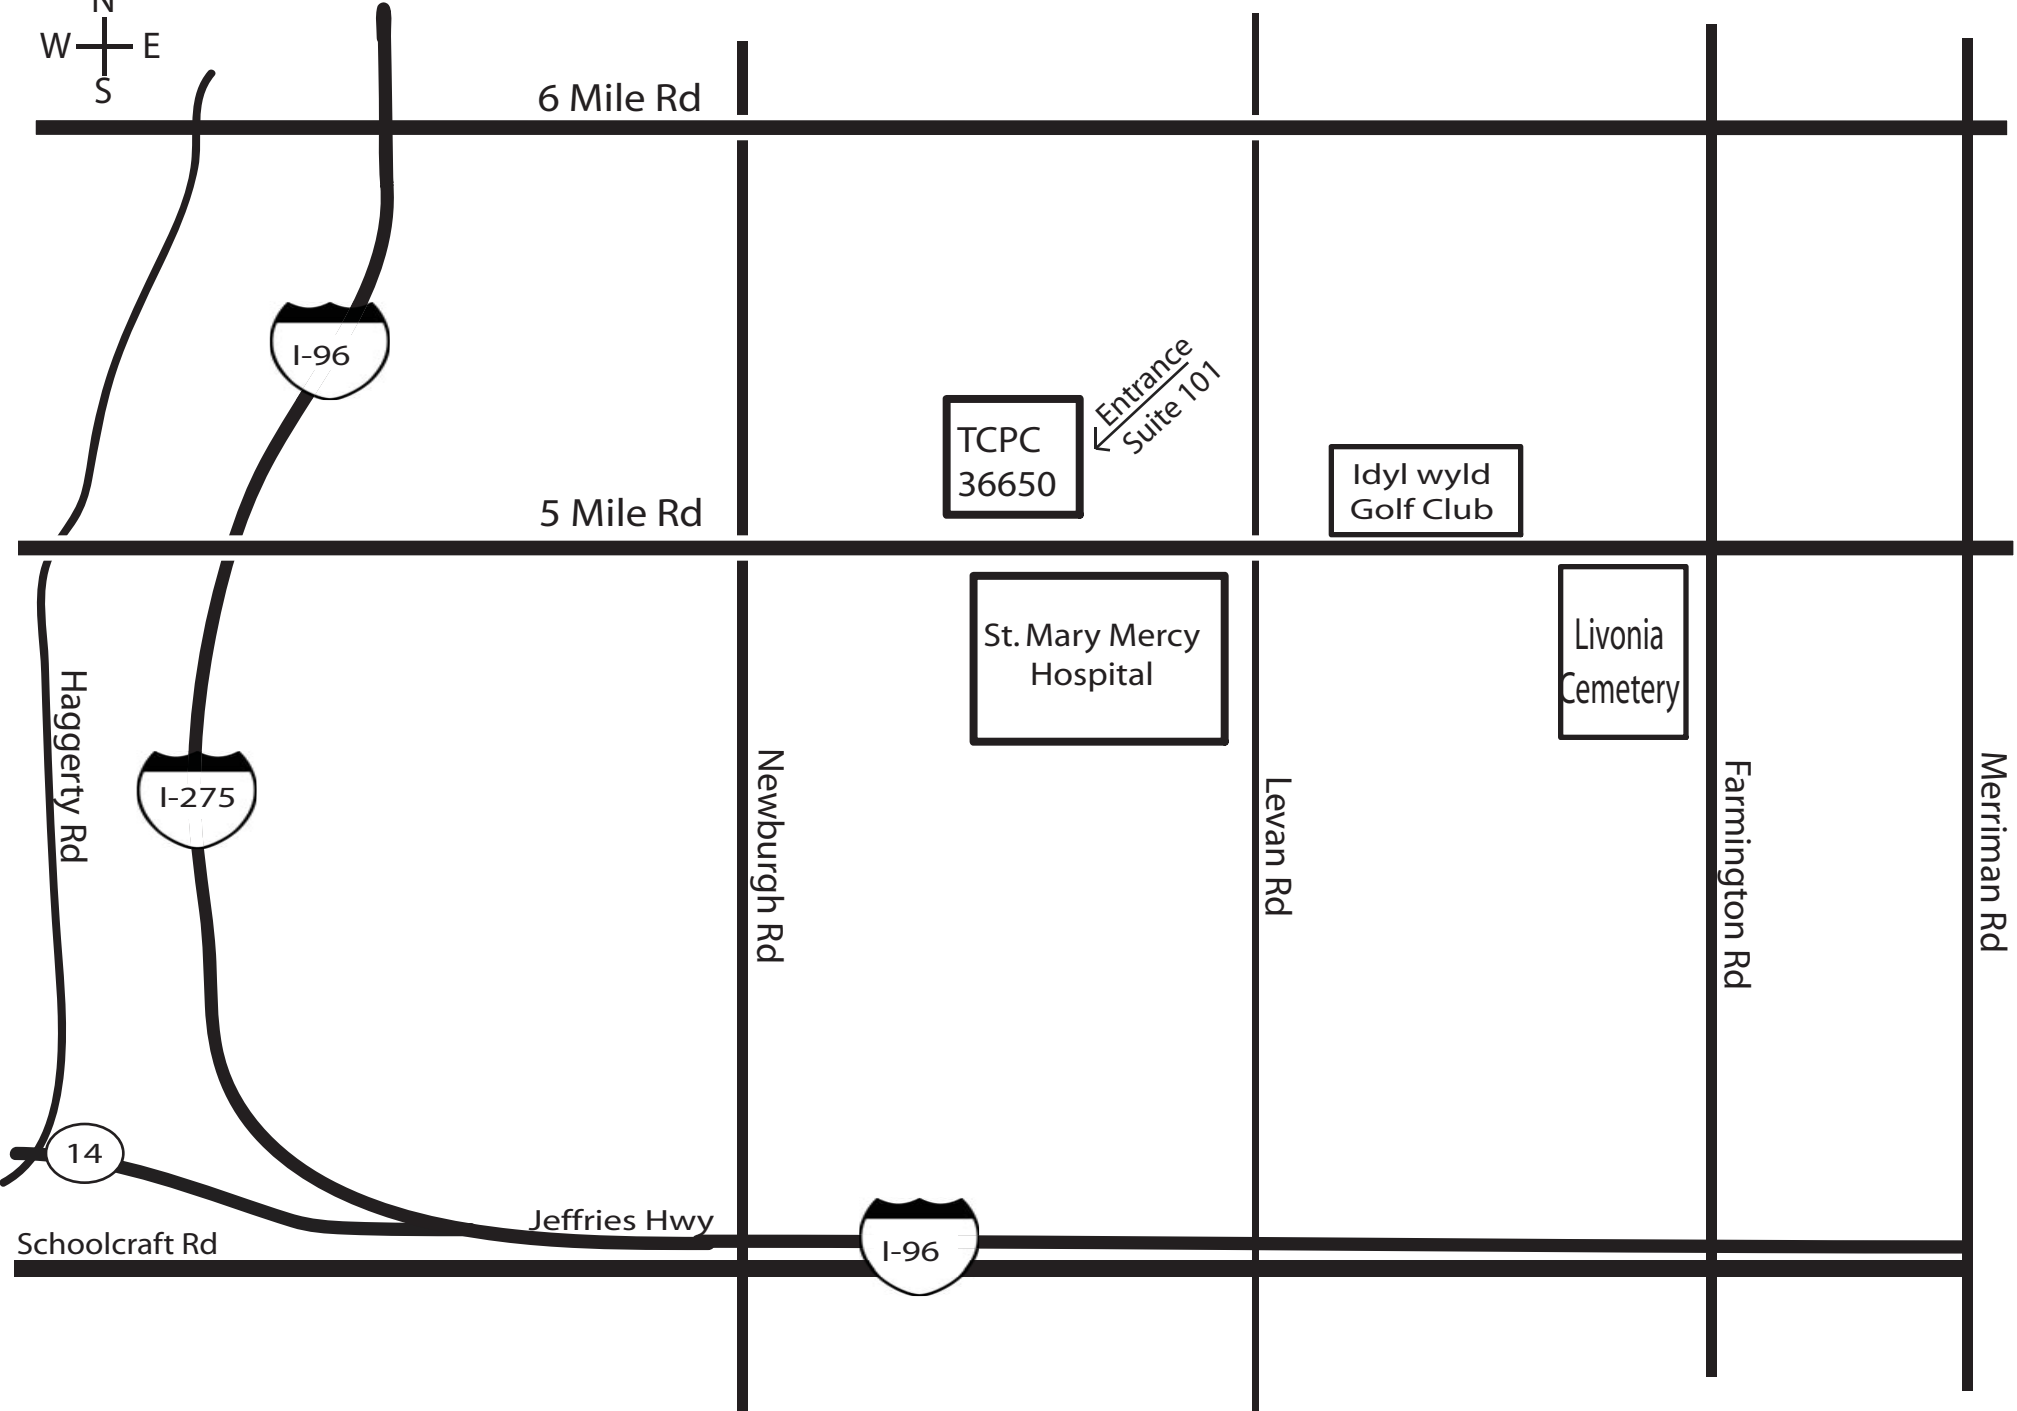 N
W E
S
6 Mile Rd
I-96
Entrance
Suite 101
TCPC
36650
Idyl wyld
Golf Club
5 Mile Rd
St. Mary Mercy
Hospital
Livonia
Cemetery
Haggerty Rd
I-275
Newburgh Rd
Levan Rd
Farmington Rd
Merriman Rd
14
Jeffries Hwy
Schoolcraft Rd
I-96